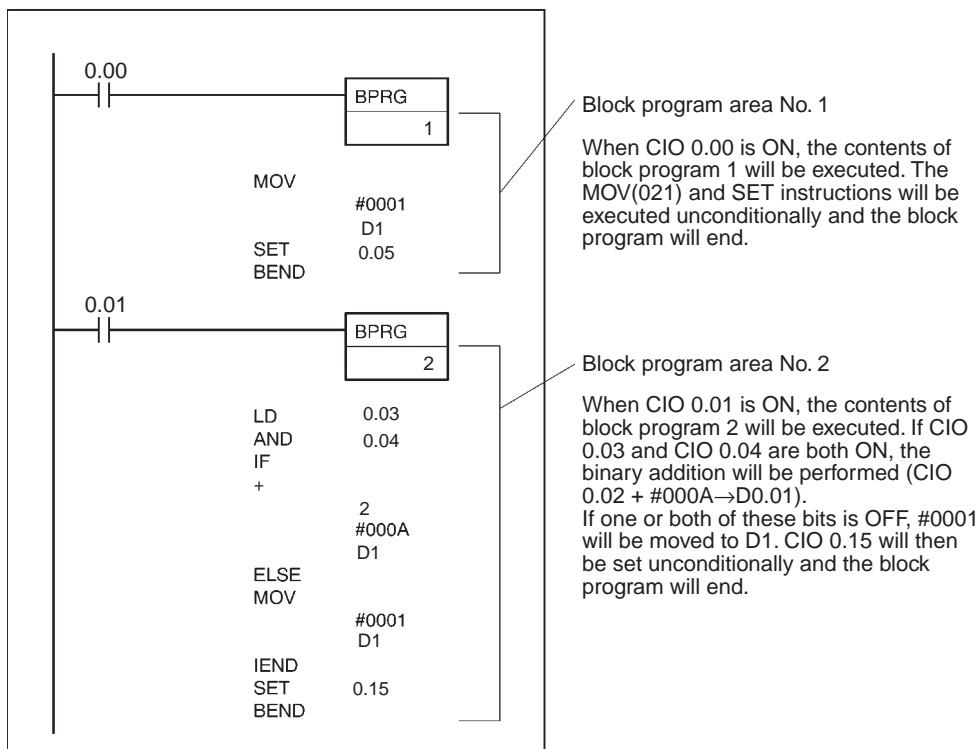 0.00
BPRG
1
MOV
#0001
D1
SET 0.05
BEND
Block program area No. 1
When CIO 0.00 is ON, the contents of
block program 1 will be executed. The
MOV(021) and SET instructions will be
executed unconditionally and the block
program will end.
0.01
BPRG
2
LD 0.03
AND 0.04
IF
+
2
#000A
D1
ELSE
MOV
#0001
D1
IEND
SET 0.15
BEND
Block program area No. 2
When CIO 0.01 is ON, the contents of
block program 2 will be executed. If CIO
0.03 and CIO 0.04 are both ON, the
binary addition will be performed (CIO
0.02 + #000A→D0.01).
If one or both of these bits is OFF, #0001
will be moved to D1. CIO 0.15 will then
be set unconditionally and the block
program will end.